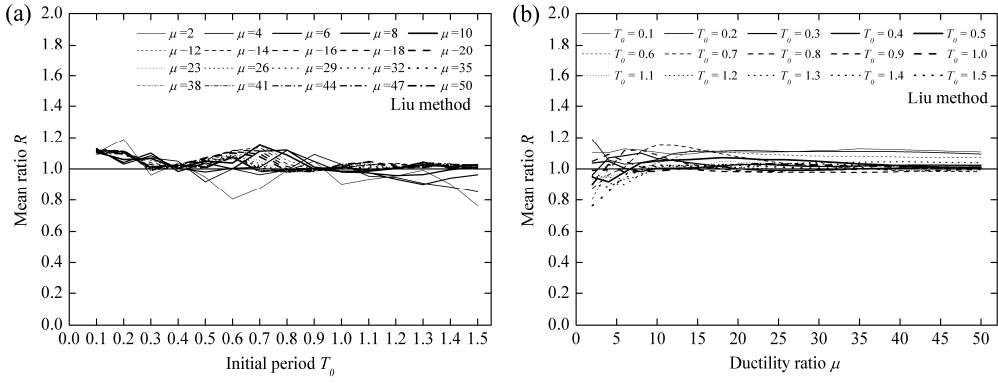 (a)
μ=2 μ=4 μ=6 μ=8 μ=10
μ−12 μ−14 μ−16 μ−18 μ−20
μ=23 μ=26 μ=29 μ=32 μ=35
μ=38 μ=41 μ=44 μ=47 μ=50
Liu method
Mean ratio R
2.0
1.8
1.6
1.4
1.2
1.0
0.8
0.6
0.4
0.2
0.0
0.0 0.1 0.2 0.3 0.4 0.5 0.6 0.7 0.8 0.9 1.0 1.1 1.2 1.3 1.4 1.5
Initial period T0
(b)
T0 = 0.1 T0 = 0.2 T0 = 0.3 T0 = 0.4 T0 = 0.5
T0 = 0.6 T0 = 0.7 T0 = 0.8 T0 = 0.9 T0 = 1.0
T0 = 1.1 T0 = 1.2 T0 = 1.3 T0 = 1.4 T0 = 1.5
Liu method
Mean ratio R
2.0
1.8
1.6
1.4
1.2
1.0
0.8
0.6
0.4
0.2
0.0
0 5 10 15 20 25 30 35 40 45 50
Ductility ratio μ